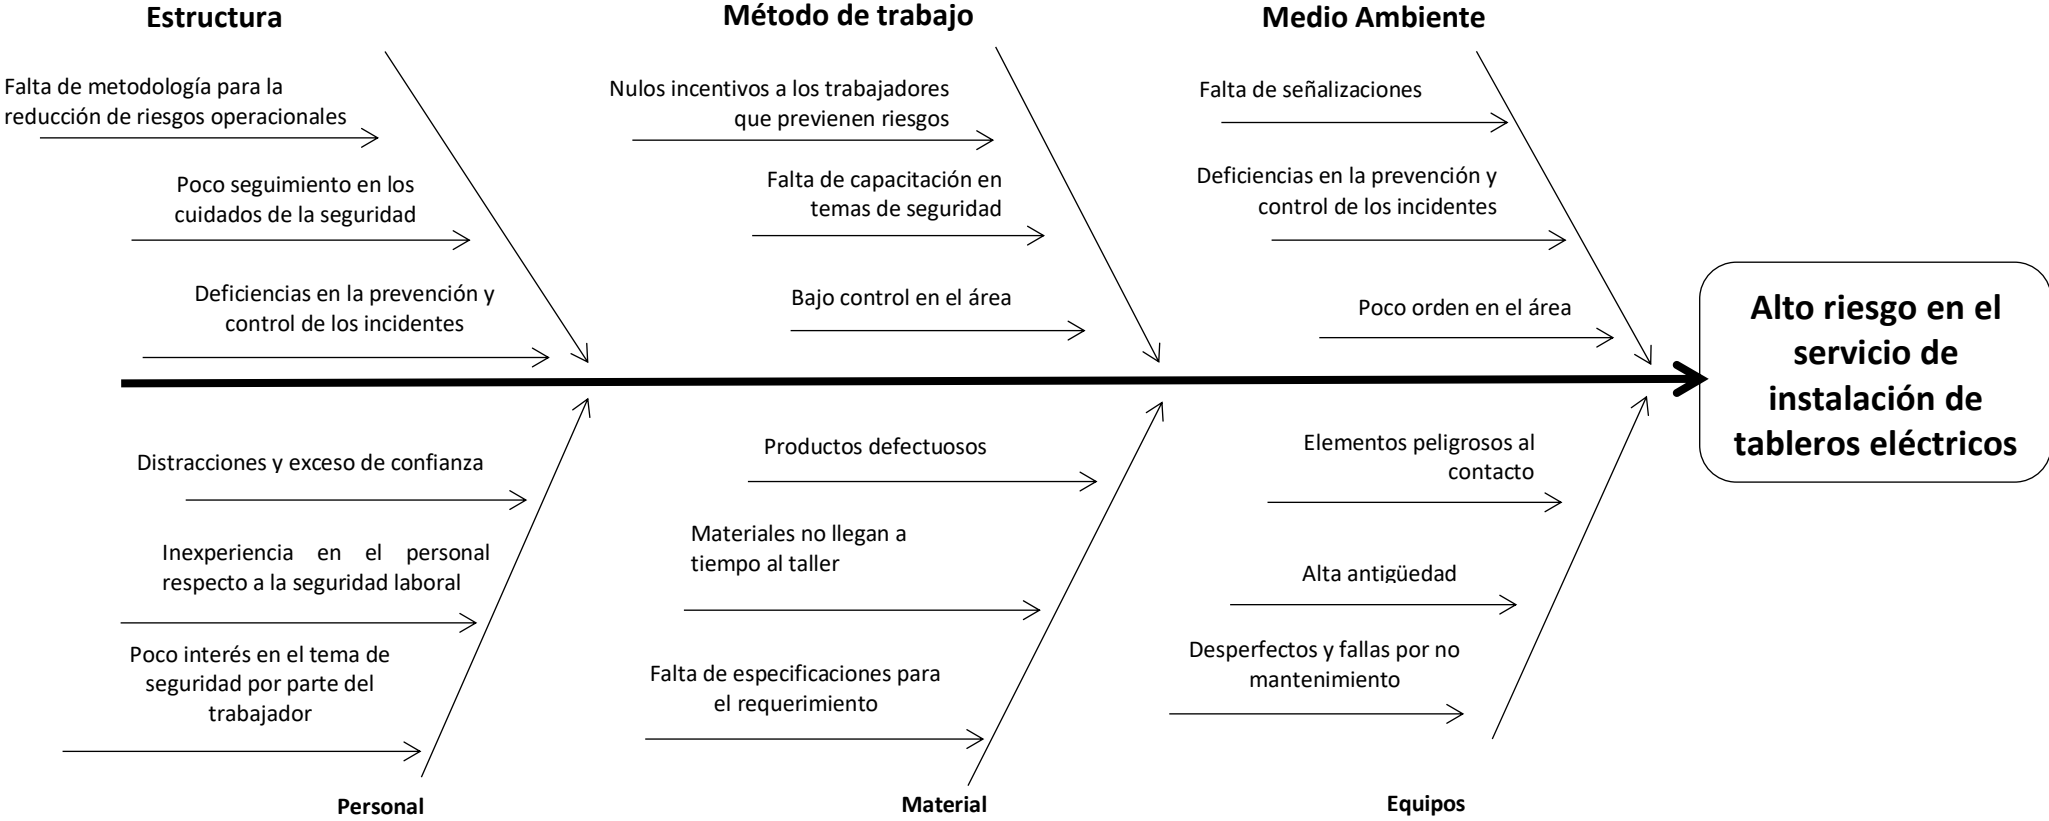 Estructura
Falta de metodología para la
reducción de riesgos operacionales
Poco seguimiento en los
cuidados de la seguridad
Deficiencias en la prevención y
control de los incidentes
Método de trabajo
Nulos incentivos a los trabajadores
que previenen riesgos
Falta de capacitación en
temas de seguridad
Bajo control en el área
Medio Ambiente
Falta de señalizaciones
Deficiencias en la prevención y
control de los incidentes
Poco orden en el área
Alto riesgo en el
servicio de
instalación de
tableros eléctricos
Distracciones y exceso de confianza
Inexperiencia en el personal
respecto a la seguridad laboral
Poco interés en el tema de
seguridad por parte del
trabajador
Personal
Productos defectuosos
Materiales no llegan a
tiempo al taller
Falta de especificaciones para
el requerimiento
Material
Elementos peligrosos al
contacto
Alta antigüedad
Desperfectos y fallas por no
mantenimiento
Equipos